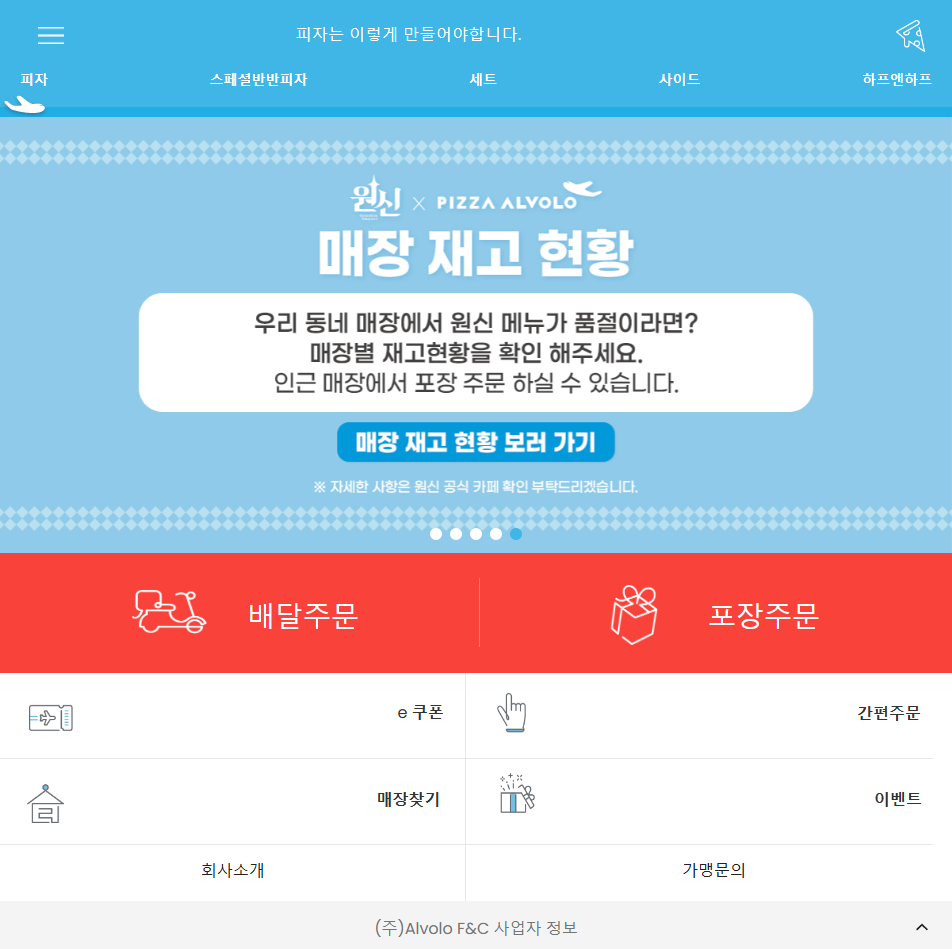 피자는 이렇게 만들어야합니다.
피자 스페셜반반피자 세트 사이드 하프엔하프
원신 X PIZZA ALVOLO
매장 재고 현황
우리 동네 매장에서 원신 메뉴가 품절이라면?
매장별 재고현황을 확인 해주세요.
인근 매장에서 포장 주문 하실 수 있습니다.
매장 재고 현황 보러 가기
※ 자세한 사항은 원신 공식 카페 확인 부탁드리겠습니다.
배달주문 포장주문
e 쿠폰 간편주문
매장찾기 이벤트
회사소개 가맹문의
(주)Alvolo F&C 사업자 정보